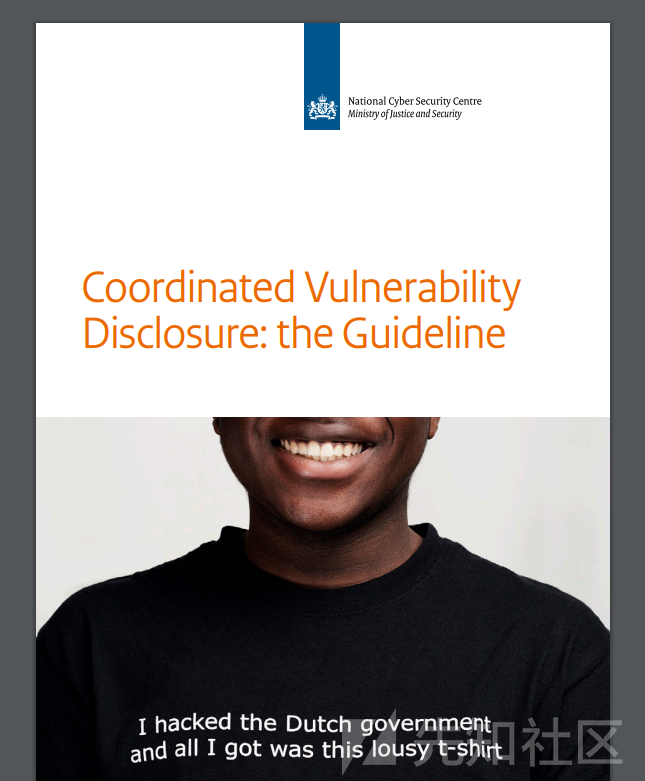 National Cyber Security Centre
Ministry of Justice and Security
Coordinated Vulnerability
Disclosure: the Guideline
I hacked the Dutch government
and all I got was this lousy t-shirt
先知社区